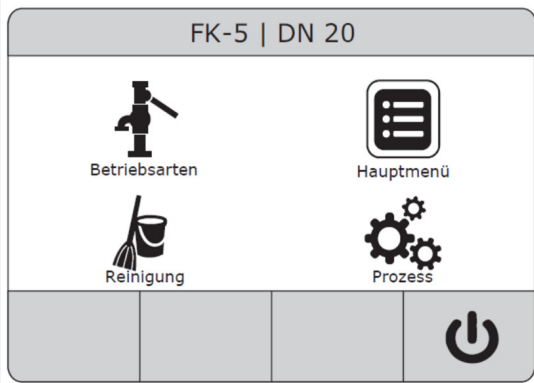 FK-5 | DN 20
Betriebsarten
Hauptmenü
Reinigung
Prozess